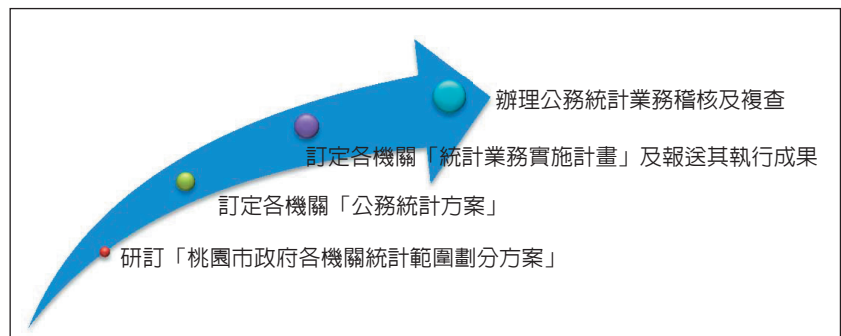 辦理公務統計業務稽核及複查
訂定各機關「統計業務實施計畫」及報送其執行成果
訂定各機關「公務統計方案」
研訂「桃園市政府各機關統計範圍劃分方案」